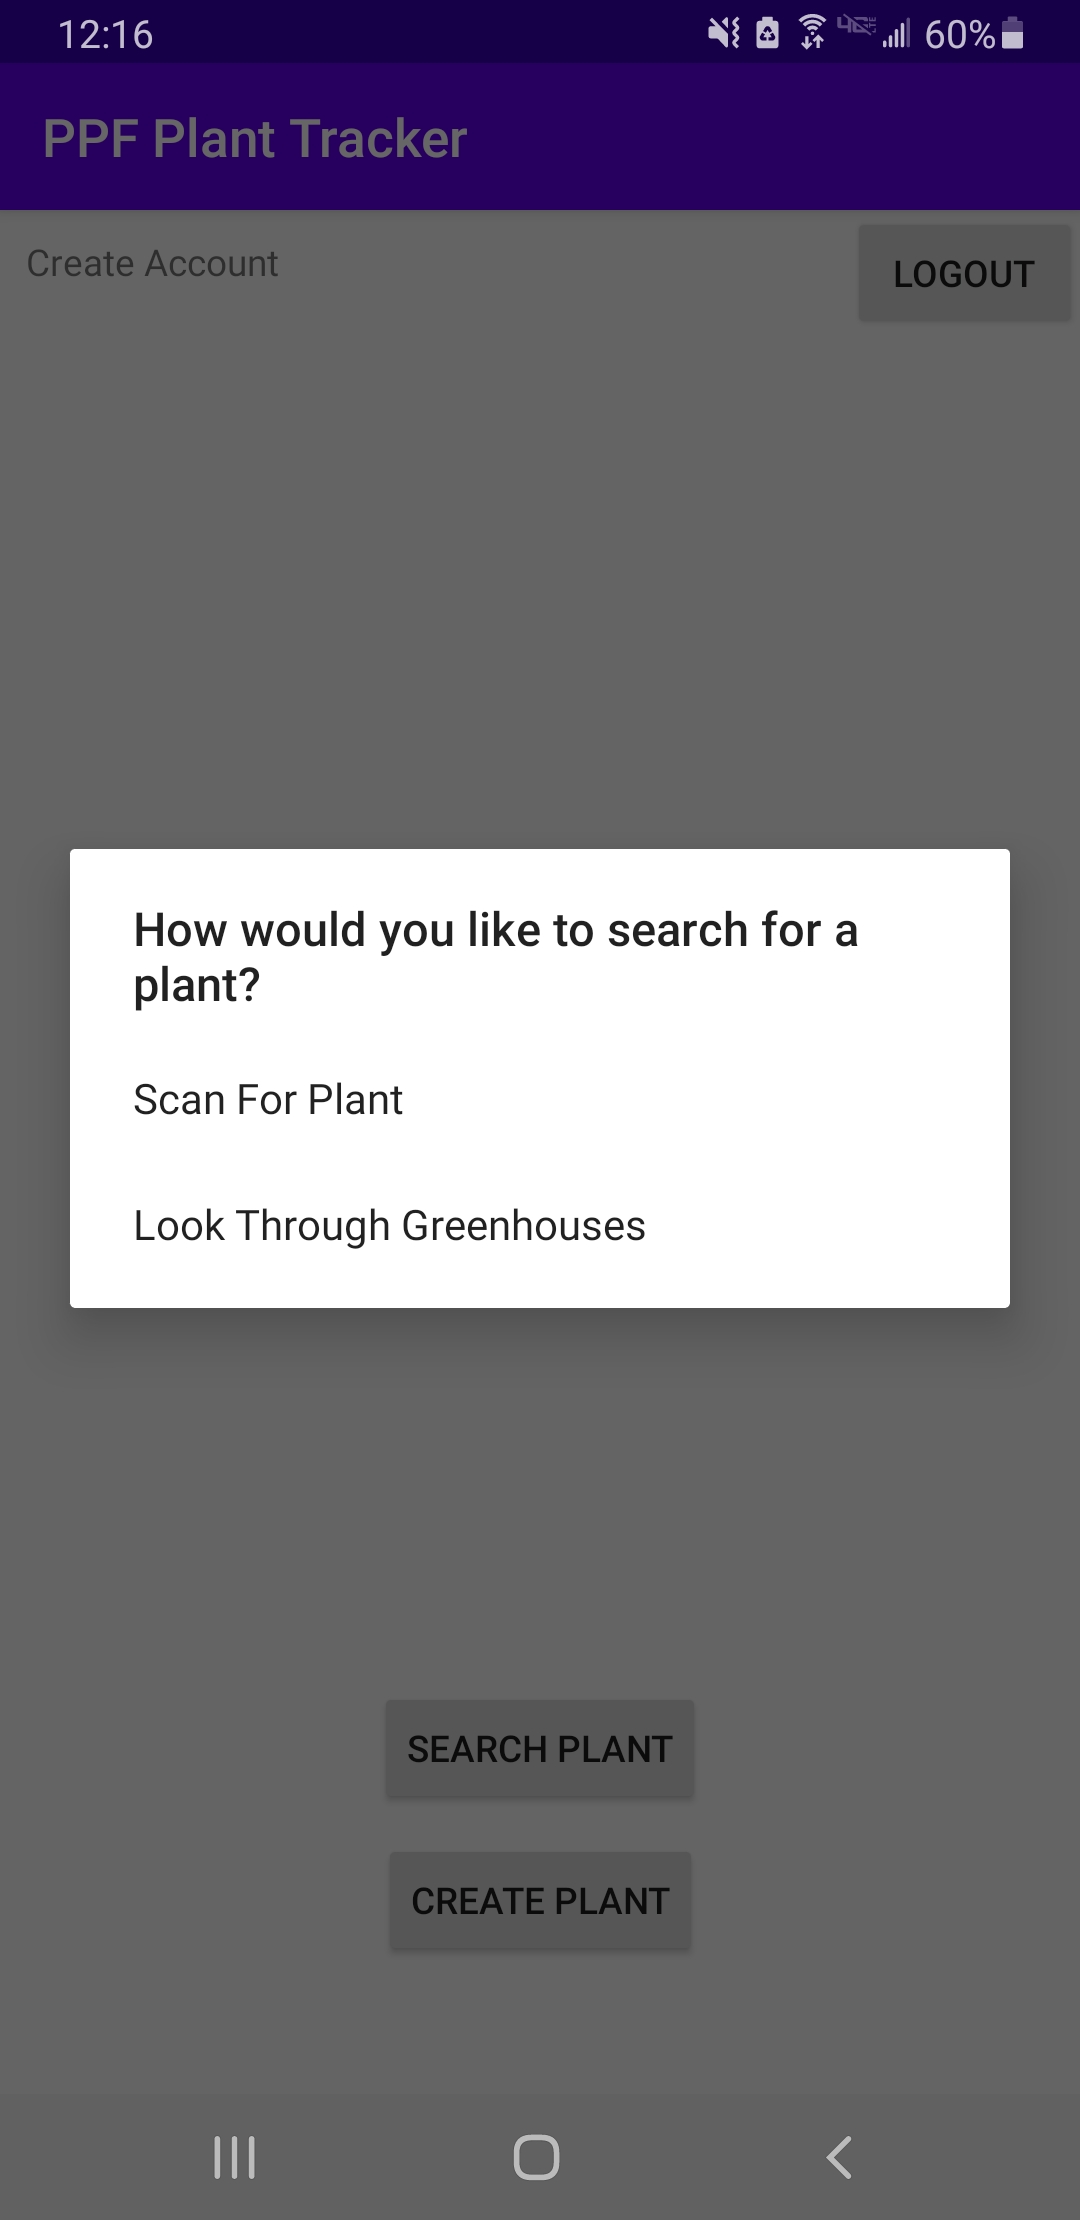 12:16
60%
PPF Plant Tracker
Create Account
LOGOUT
How would you like to search for a
plant?
Scan For Plant
Look Through Greenhouses
SEARCH PLANT
CREATE PLANT